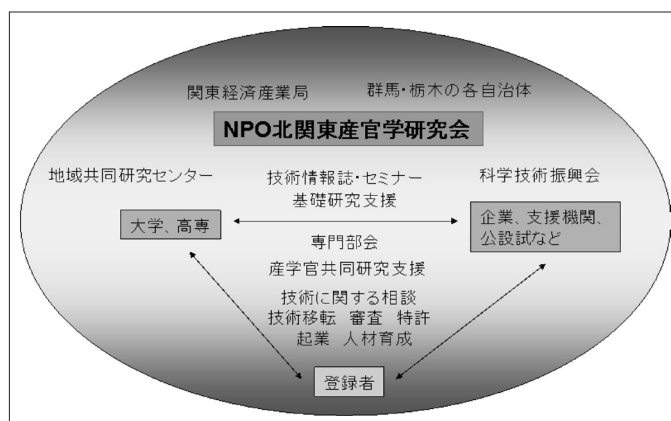 関東経済産業局
群馬・栃木の各自治体
NPO北関東産官学研究会
地域共同研究センター
技術情報誌・セミナー
基礎研究支援
科学技術振興会
大学、高専
企業、支援機関、
公設試など
専門部会
産学官共同研究支援
技術に関する相談
技術移転 審査 特許
起業 人材育成
登録者